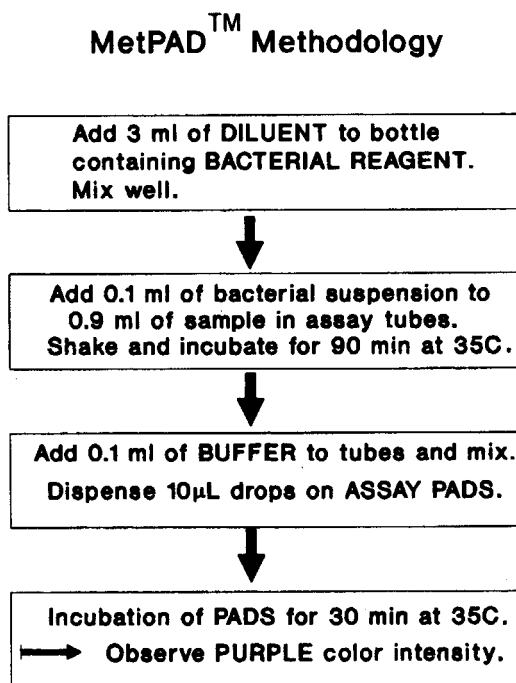 MetPAD™ Methodology
Add 3 ml of DILUENT to bottle
containing BACTERIAL REAGENT.
Mix well.
Add 0.1 ml of bacterial suspension to
0.9 ml of sample in assay tubes.
Shake and incubate for 90 min at 35C.
Add 0.1 ml of BUFFER to tubes and mix.
Dispense 10µL drops on ASSAY PADS.
Incubation of PADS for 30 min at 35C.
Observe PURPLE color intensity.